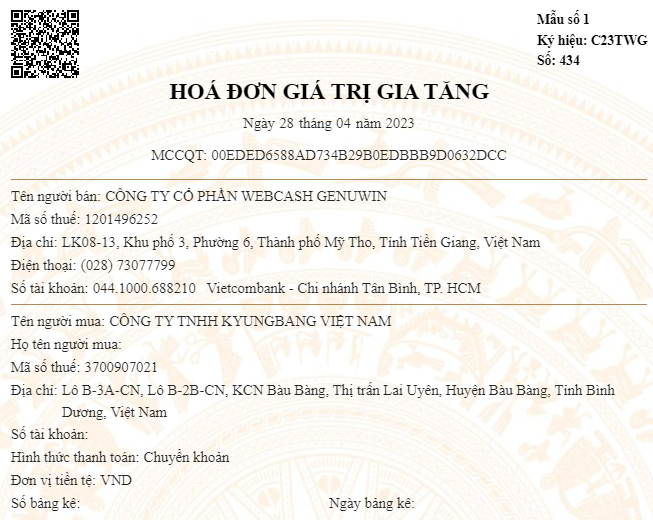 Mẫu số 1
Ký hiệu: C23TWG
Số: 434
HOÁ ĐƠN GIÁ TRỊ GIA TĂNG
Ngày 28 tháng 04 năm 2023
MCCQT: 00EDED6588AD734B29B0EDBBB9D0632DCC
Tên người bán: CÔNG TY CỔ PHẦN WEBCASH GENUWIN
Mã số thuế: 1201496252
Địa chỉ: LK08-13, Khu phố 3, Phường 6, Thành phố Mỹ Tho, Tỉnh Tiền Giang, Việt Nam
Điện thoại: (028) 73077799
Số tài khoản: 044.1000.688210 Vietcombank - Chi nhánh Tân Bình, TP. HCM
Tên người mua: CÔNG TY TNHH KYUNGBANG VIỆT NAM
Họ tên người mua:
Mã số thuế: 3700907021
Địa chỉ: Lô B-3A-CN, Lô B-2B-CN, KCN Bàu Bàng, Thị trấn Lai Uyên, Huyện Bàu Bàng, Tỉnh Bình
Dương, Việt Nam
Số tài khoản:
Hình thức thanh toán: Chuyển khoản
Đơn vị tiền tệ: VND
Số bảng kê: Ngày bảng kê: